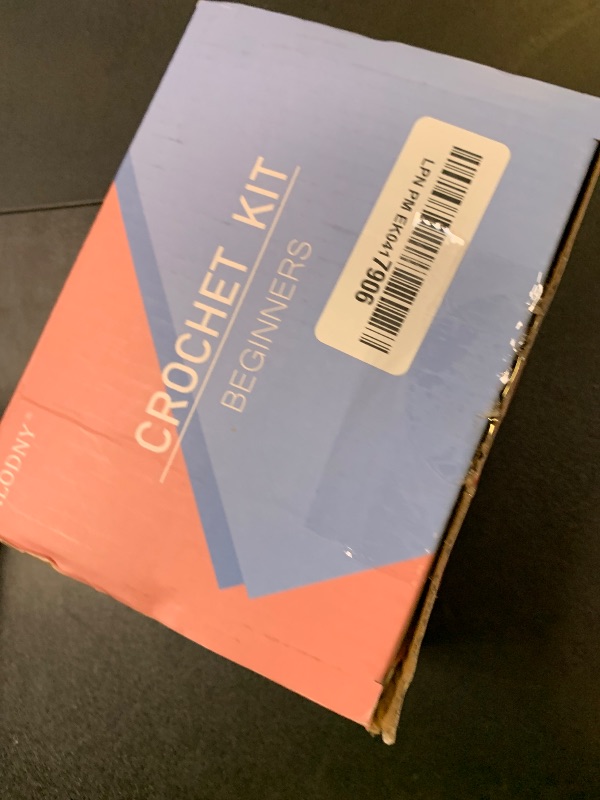 CROCHET KIT
BEGINNERS
LPN PM EK0417906